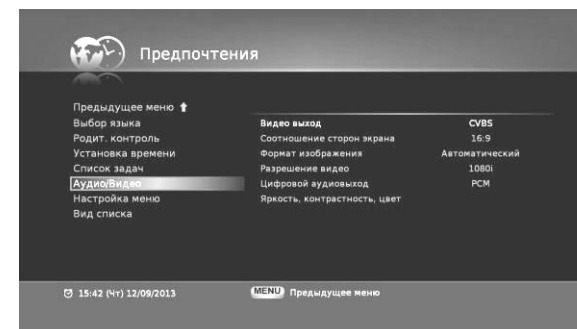 Предпочтения
Предыдущее меню
Выбор языка
Родит. контроль
Установка времени
Список задач
Аудио/Видео
Настройка меню
Вид списка
Видео выход CVBS
Соотношение сторон экрана 16:9
Формат изображения Автоматический
Разрешение видео 1080i
Цифровой аудиовыход PCM
Яркость, контрастность, цвет
15:42 (Чт) 12/09/2013
MENU Предыдущее меню